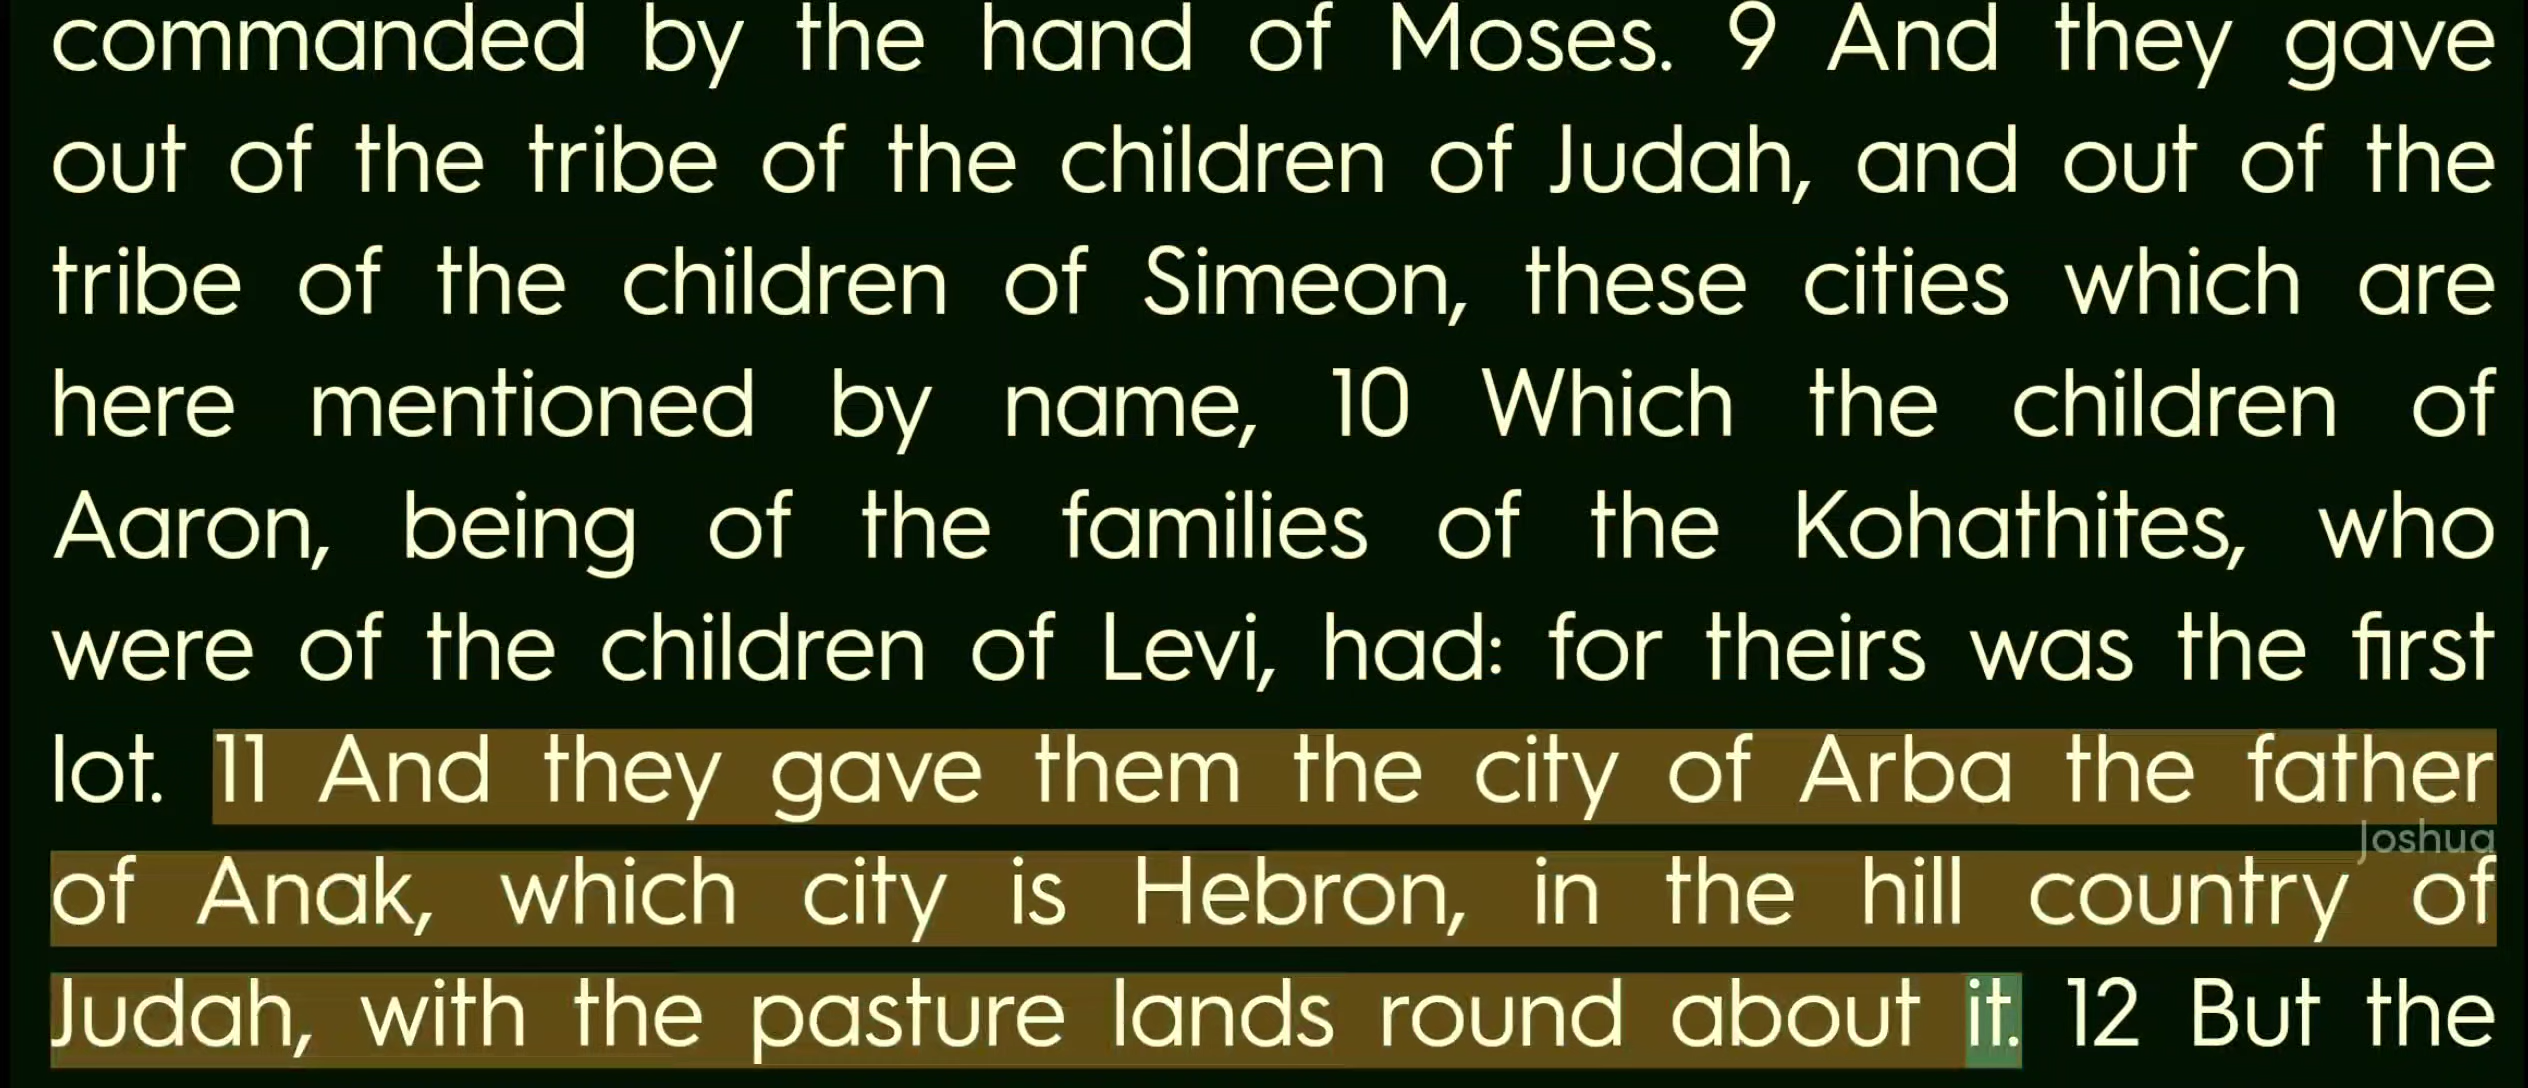 commanded by the hand of Moses. 9 And they gave
out of the tribe of the children of Judah, and out of the
tribe of the children of Simeon, these cities which are
here mentioned by name, 10 Which the children of
Aaron, being of the families of the Kohathites, who
were of the children of Levi, had: for theirs was the first
lot. 11 And they gave them the city of Arba the father
Joshua
of Anak, which city is Hebron, in the hill country of
Judah, with the pasture lands round about it. 12 But the